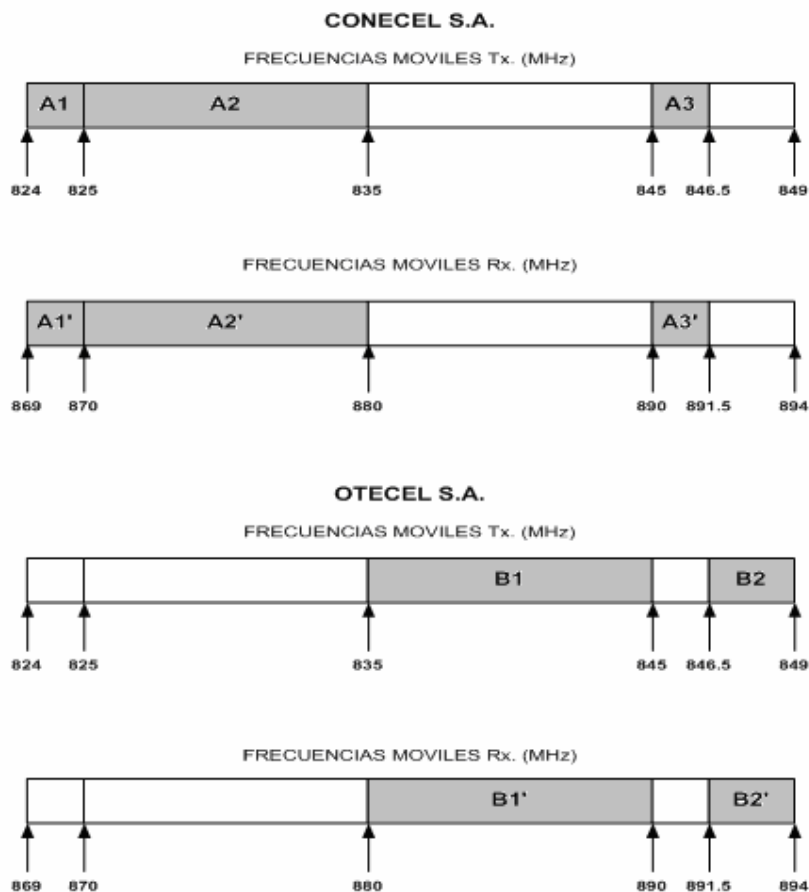 CONECEL S.A.
FRECUENCIAS MOVILES Tx. (MHz)
A1 A2 A3
824 825 835 845 846.5 849
FRECUENCIAS MOVILES Rx. (MHz)
A1' A2' A3'
869 870 880 890 891.5 894
OTECEL S.A.
FRECUENCIAS MOVILES Tx. (MHz)
B1 B2
824 825 835 845 846.5 849
FRECUENCIAS MOVILES Rx. (MHz)
B1' B2'
869 870 880 890 891.5 894